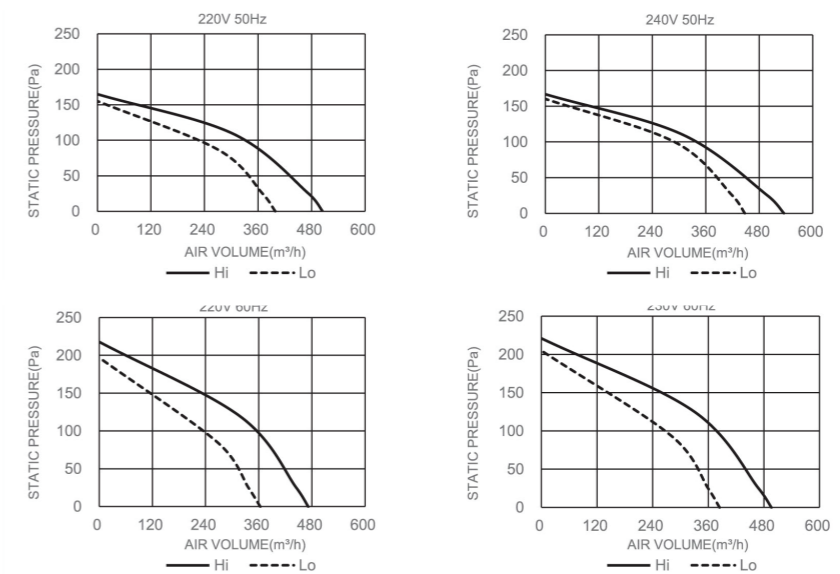 220V 50Hz
STATIC PRESSURE(Pa)
250
200
150
100
50
0
0 120 240 360 480 600
AIR VOLUME(m³/h)
Hi Lo
240V 50Hz
STATIC PRESSURE(Pa)
250
200
150
100
50
0
0 120 240 360 480 600
AIR VOLUME(m³/h)
Hi Lo
220V 60Hz
STATIC PRESSURE(Pa)
250
200
150
100
50
0
0 120 240 360 480 600
AIR VOLUME(m³/h)
Hi Lo
230V 60Hz
STATIC PRESSURE(Pa)
250
200
150
100
50
0
0 120 240 360 480 600
AIR VOLUME(m³/h)
Hi Lo